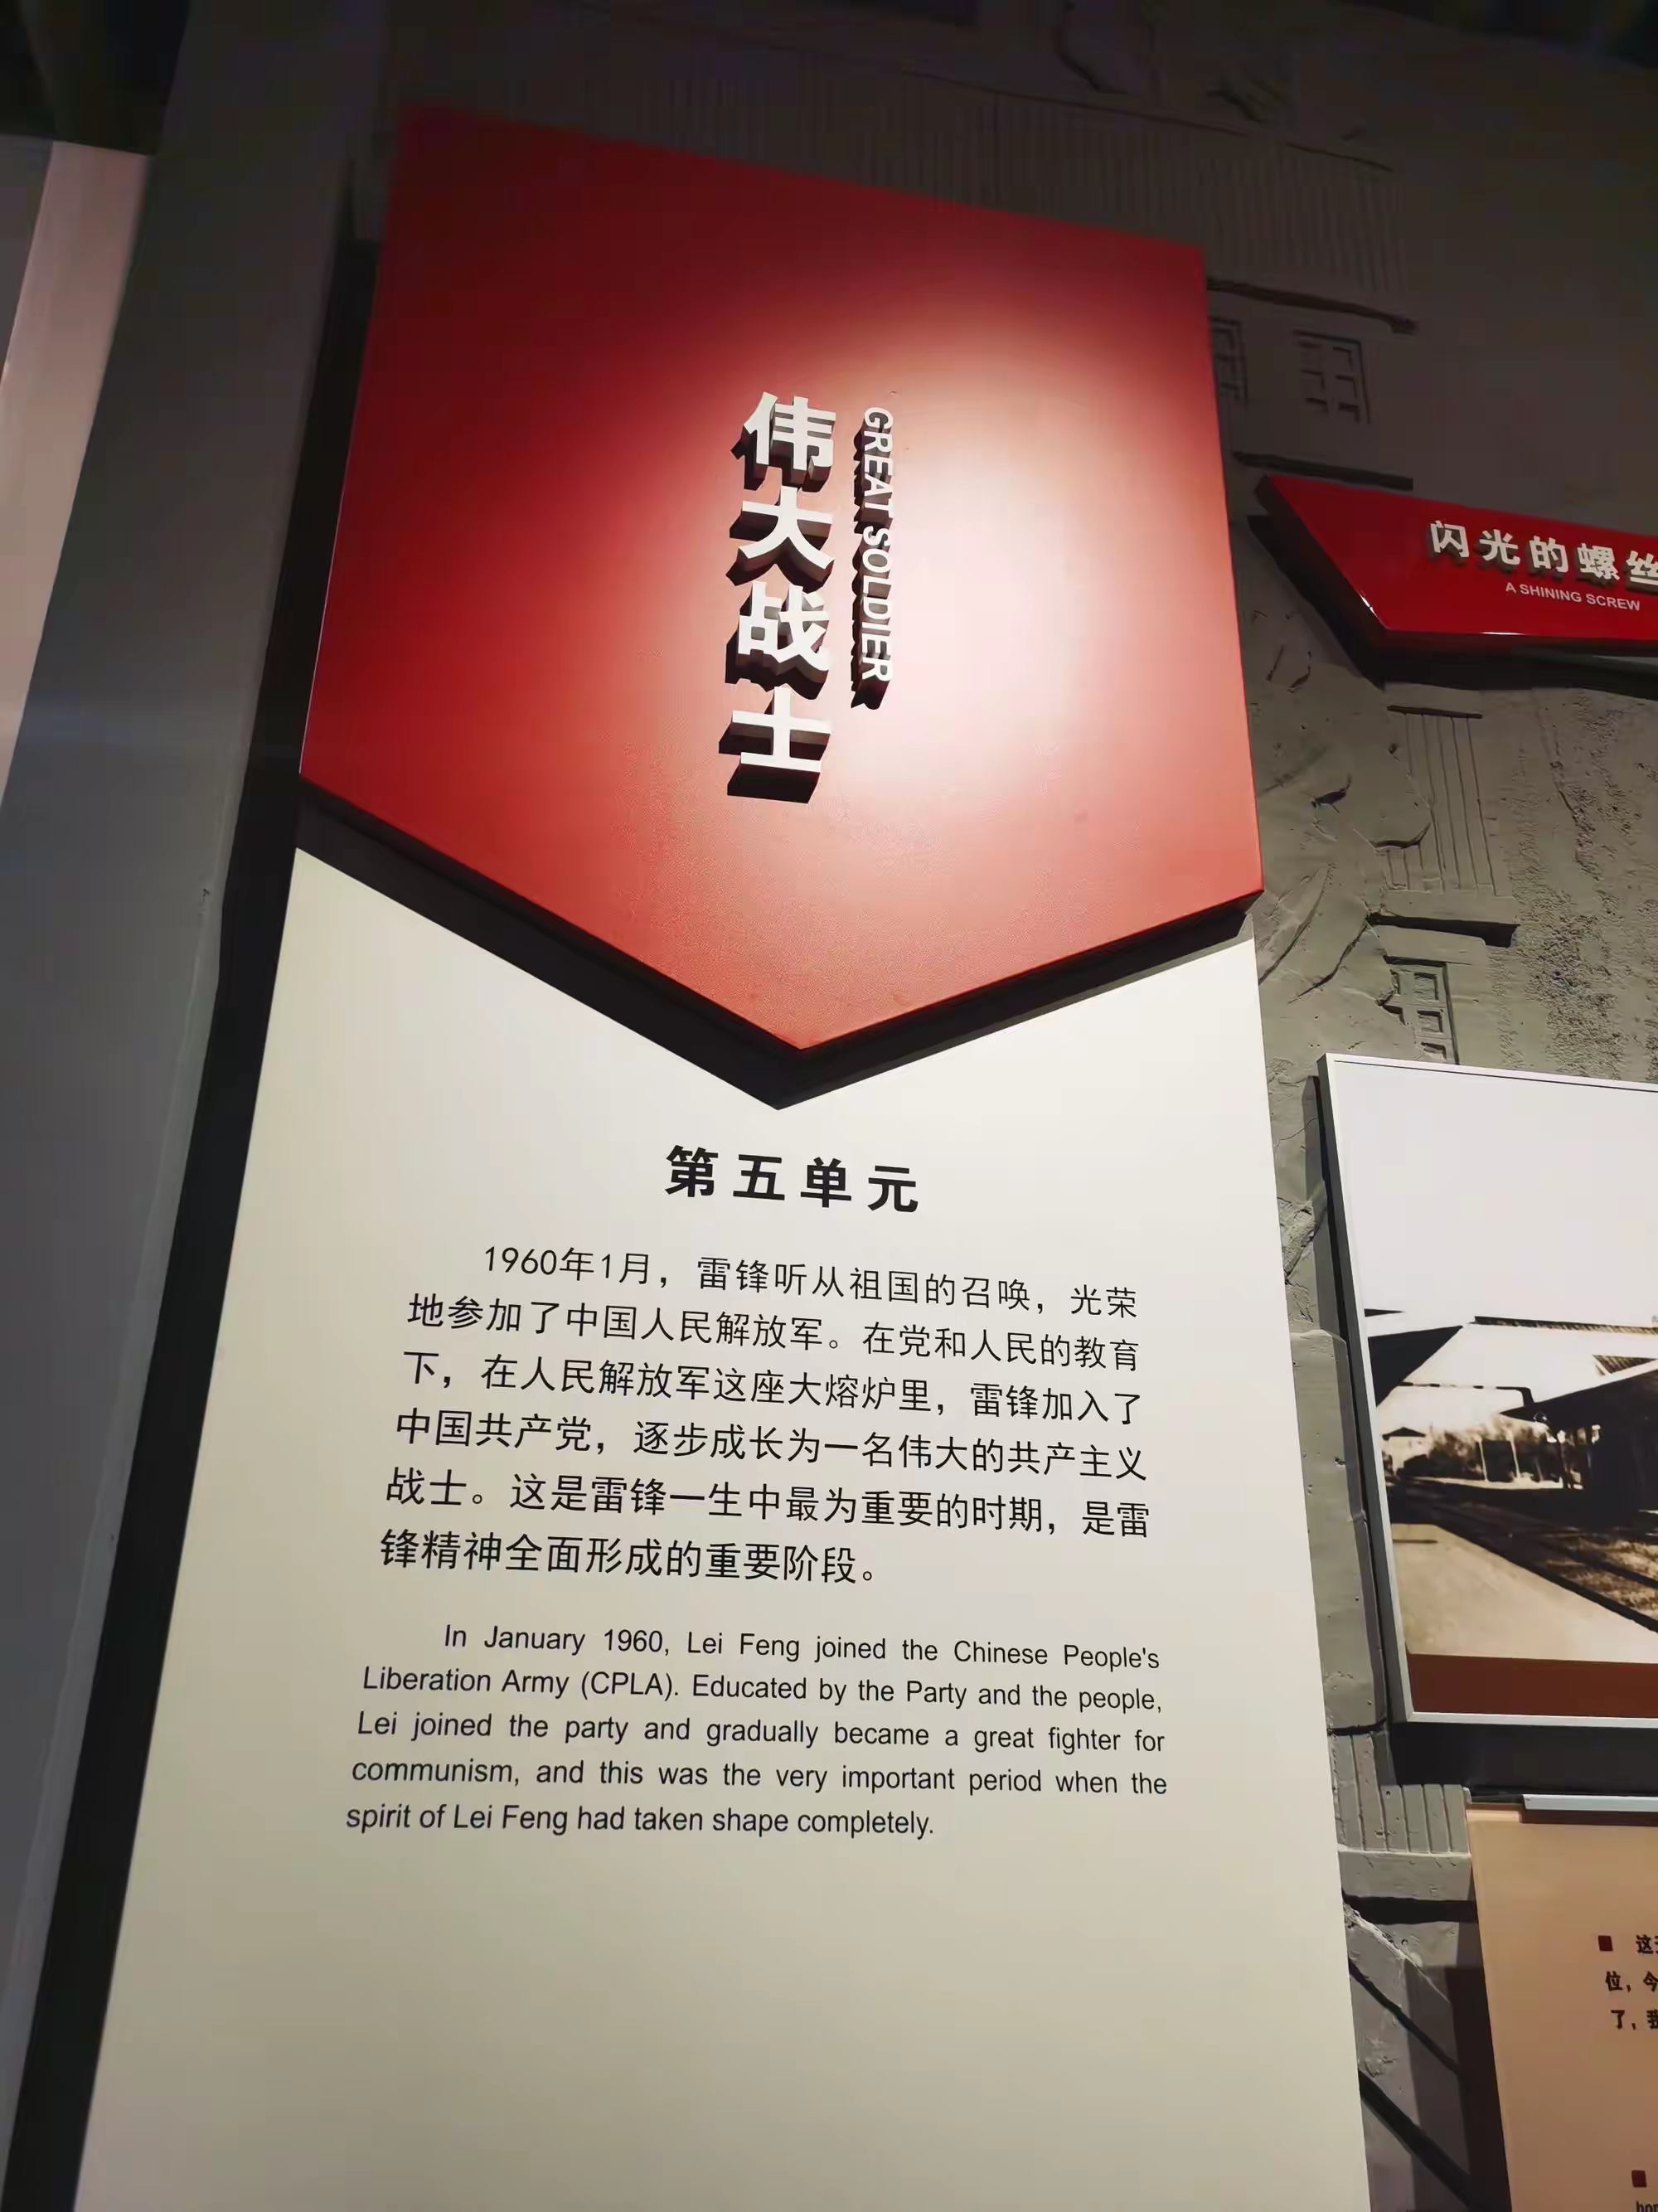 伟大战士
GREAT SOLDIER
闪光的螺丝
A SHINING SCREW
第五单元
1960年1月，雷锋听从祖国的召唤，光荣
地参加了中国人民解放军。在党和人民的教育
下，在人民解放军这座大熔炉里，雷锋加入了
中国共产党，逐步成长为一名伟大的共产主义
战士。这是雷锋一生中最为重要的时期，是雷
锋精神全面形成的重要阶段。
In January 1960, Lei Feng joined the Chinese People's
Liberation Army (CPLA). Educated by the Party and the people,
Lei joined the party and gradually became a great fighter for
communism, and this was the very important period when the
spirit of Lei Feng had taken shape completely.
这
位，今
了，我